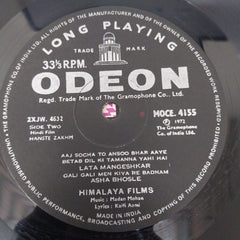 LONG PLAYING
TRADE MARK
33⅓ R.P.M.
ODEON
Regd. Trade Mark of The Gramophone Co., Ltd.
ZXJW. 4632
MOCE. 4155
SIDE TWO
Hindi Film
HANSTE ZAKHM
℗ 1972
The Gramophone
Co. of India Ltd.
AAJ SOCHA TO ANSOO BHAR AAYE
BETAB DIL KI TAMANNA YAHI HAI
LATA MANGESHKAR
GALI GALI MEN KIYA RE BADNAM
ASHA BHOSLE
HIMALAYA FILMS
Music : Madan Mohan
Lyrics : Kaifi Azmi
MADE IN INDIA